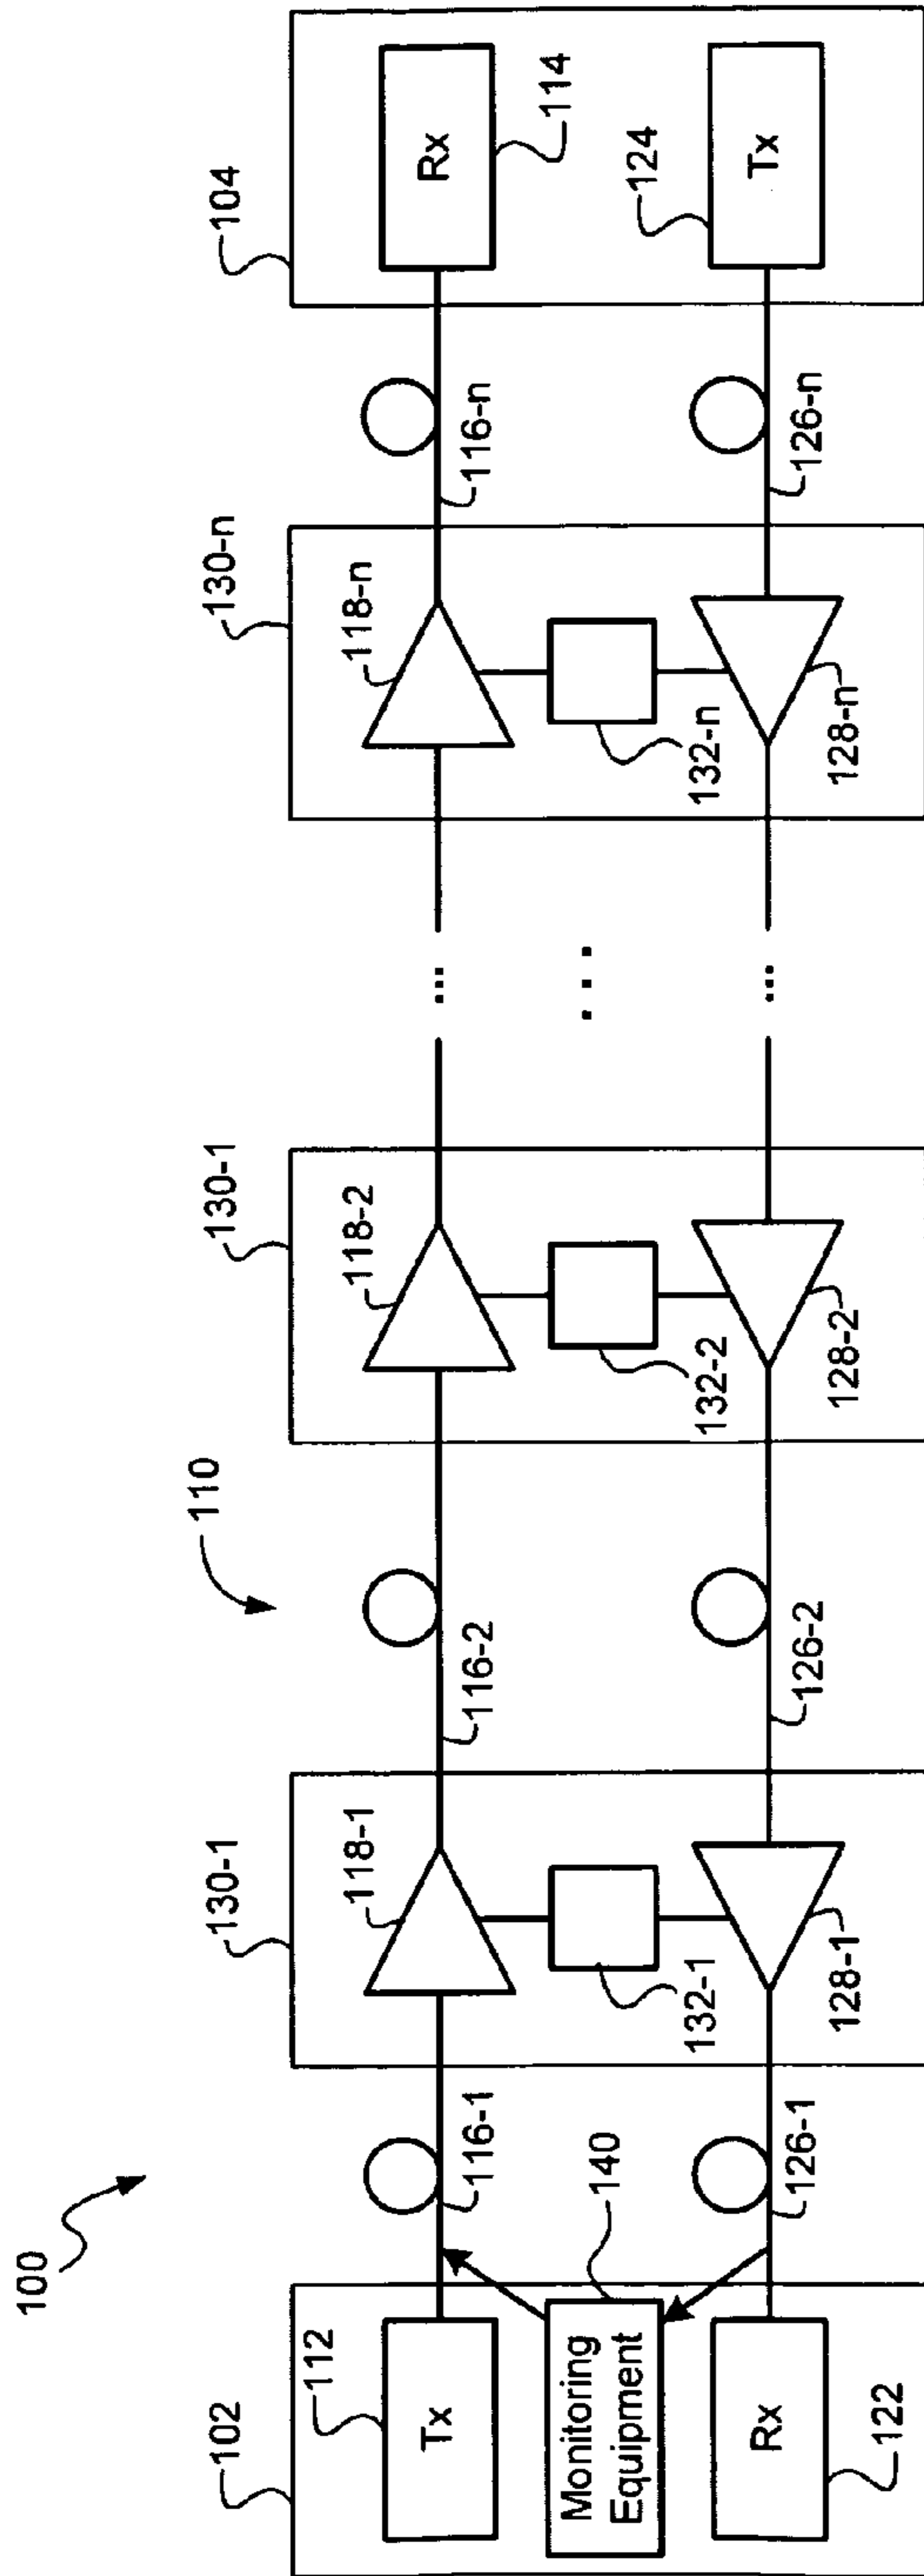 100
110
102
112
Tx
Monitoring
Equipment
140
Rx
122
116-1
126-1
130-1
118-1
132-1
128-1
116-2
126-2
130-1
118-2
132-2
128-2
...
...
...
130-n
118-n
132-n
128-n
116-n
126-n
104
Rx
114
124
Tx